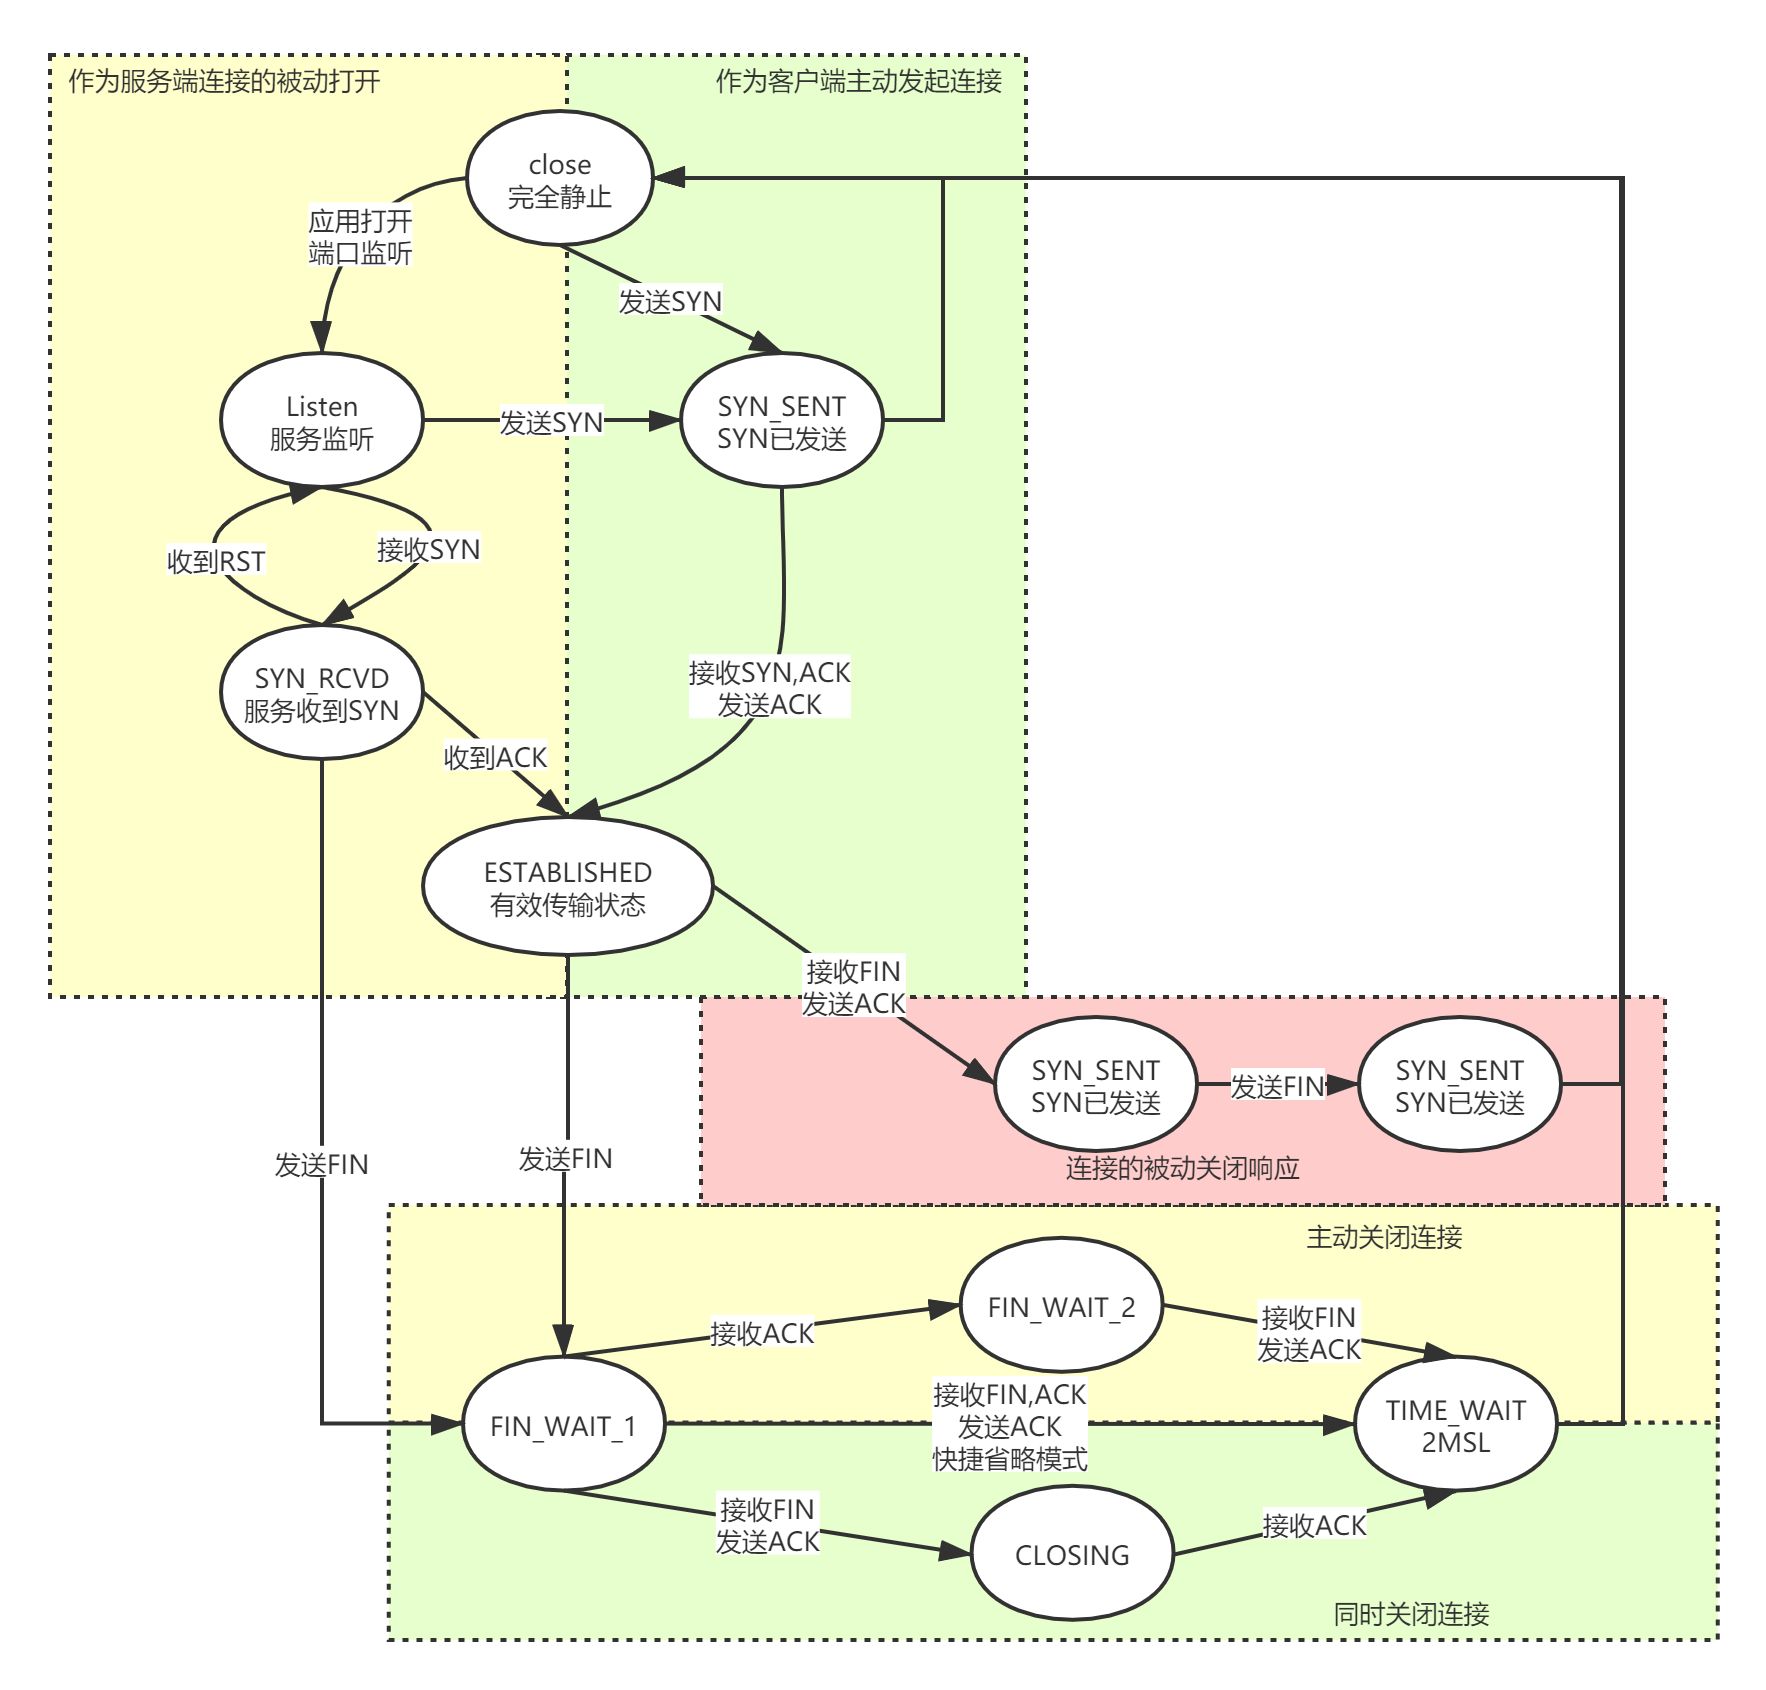 作为服务端连接的被动打开
作为客户端主动发起连接
close
完全静止
应用打开
端口监听
发送SYN
Listen
服务监听
发送SYN
SYN_SENT
SYN已发送
收到RST
接收SYN
SYN_RCVD
服务收到SYN
接收SYN,ACK
发送ACK
收到ACK
ESTABLISHED
有效传输状态
接收FIN
发送ACK
SYN_SENT
SYN已发送
发送FIN
SYN_SENT
SYN已发送
连接的被动关闭响应
发送FIN
发送FIN
主动关闭连接
FIN_WAIT_2
接收ACK
接收FIN
发送ACK
FIN_WAIT_1
接收FIN,ACK
发送ACK
快捷省略模式
TIME_WAIT
2MSL
接收FIN
发送ACK
CLOSING
接收ACK
同时关闭连接